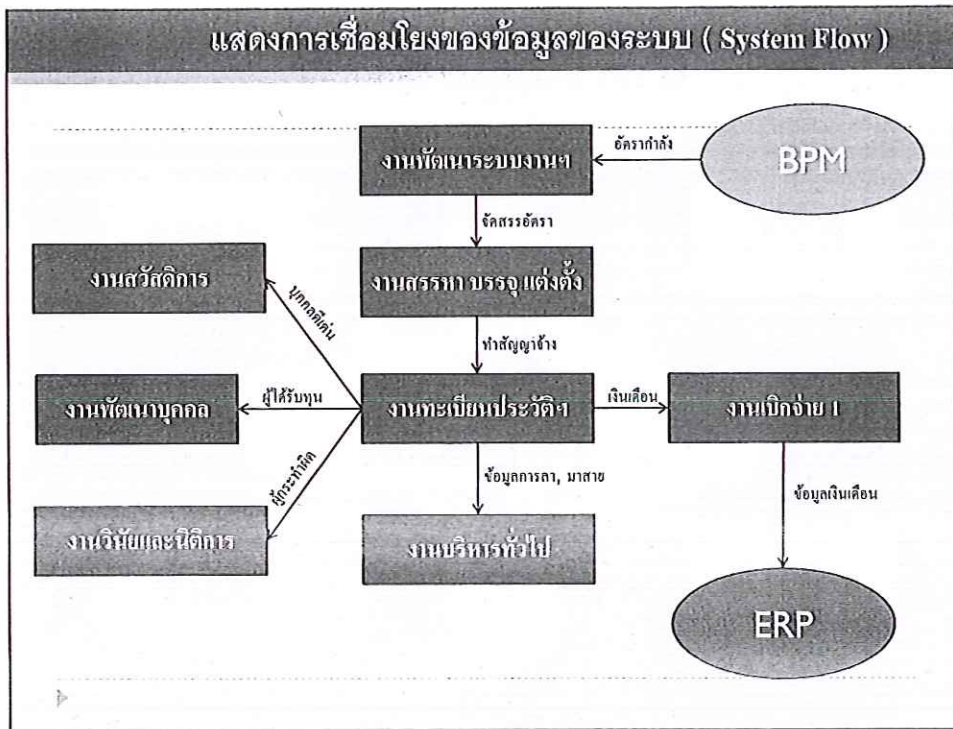 แสดงการเชื่อมโยงของข้อมูลของระบบ ( System Flow )
งานพัฒนาระบบงานฯ
อัตรากำลัง
BPM
จัดสรรอัตรา
งานสวัสดิการ
งานสรรหา บรรจุ แต่งตั้ง
บุคคลดีเด่น
ทำสัญญาจ้าง
งานพัฒนาบุคคล
ผู้ได้รับทุน
งานทะเบียนประวัติฯ
เงินเดือน
งานเบิกจ่าย 1
ผู้กระทำผิด
ข้อมูลการลา, มาสาย
ข้อมูลเงินเดือน
งานวินัยและนิติการ
งานบริหารทั่วไป
ERP